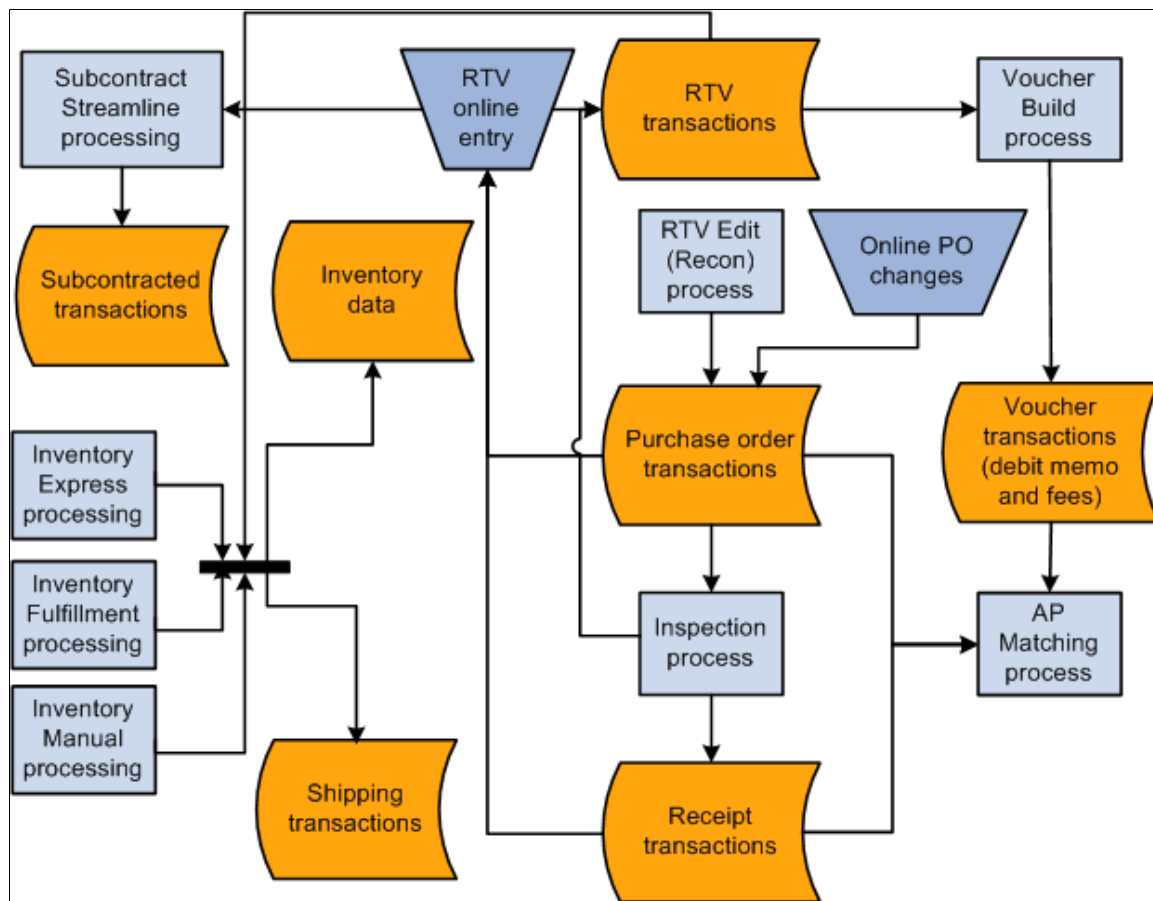 Subcontract
Streamline
processing
RTV
online
entry
RTV
transactions
Voucher
Build
process
Subcontracted
transactions
Inventory
data
RTV Edit
(Recon)
process
Online PO
changes
Inventory
Express
processing
Purchase order
transactions
Voucher
transactions
(debit memo
and fees)
Inventory
Fulfillment
processing
Inspection
process
AP
Matching
process
Inventory
Manual
processing
Shipping
transactions
Receipt
transactions